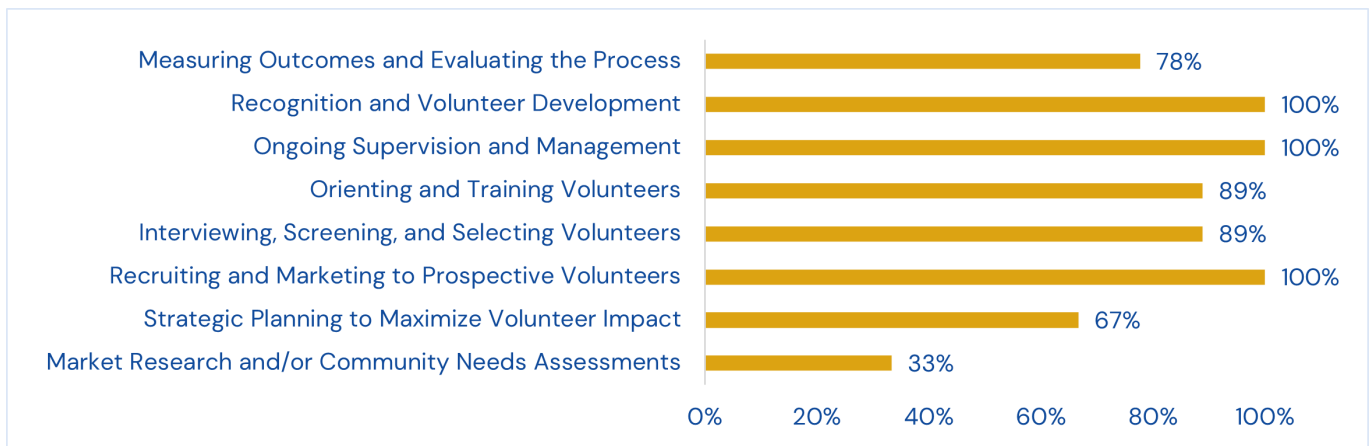 Measuring Outcomes and Evaluating the Process 78%
Recognition and Volunteer Development 100%
Ongoing Supervision and Management 100%
Orienting and Training Volunteers 89%
Interviewing, Screening, and Selecting Volunteers 89%
Recruiting and Marketing to Prospective Volunteers 100%
Strategic Planning to Maximize Volunteer Impact 67%
Market Research and/or Community Needs Assessments 33%
0% 20% 40% 60% 80% 100%